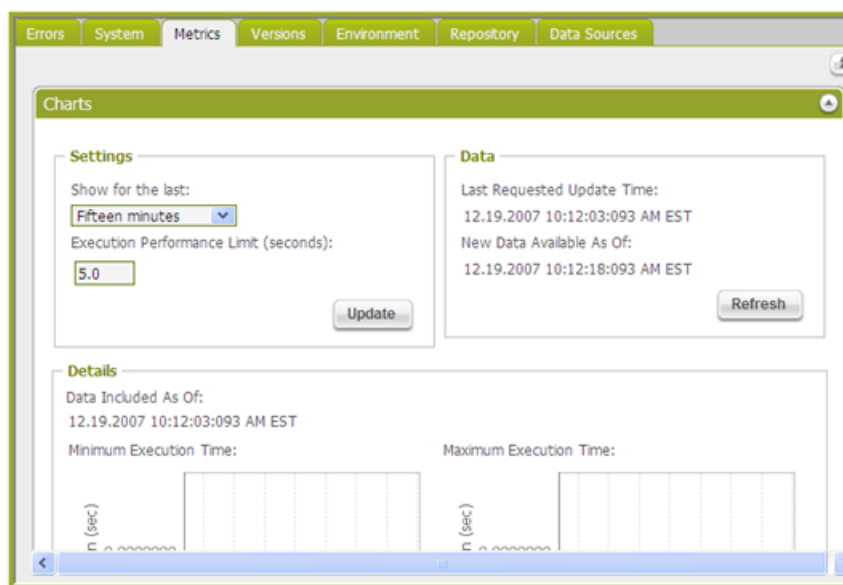 Errors System Metrics Versions Environment Repository Data Sources
Charts
Settings
Show for the last:
Fifteen minutes
Execution Performance Limit (seconds):
5.0
Update
Data
Last Requested Update Time:
12.19.2007 10:12:03:093 AM EST
New Data Available As Of:
12.19.2007 10:12:18:093 AM EST
Refresh
Details
Data Included As Of:
12.19.2007 10:12:03:093 AM EST
Minimum Execution Time:
(sec)
Maximum Execution Time:
(sec)